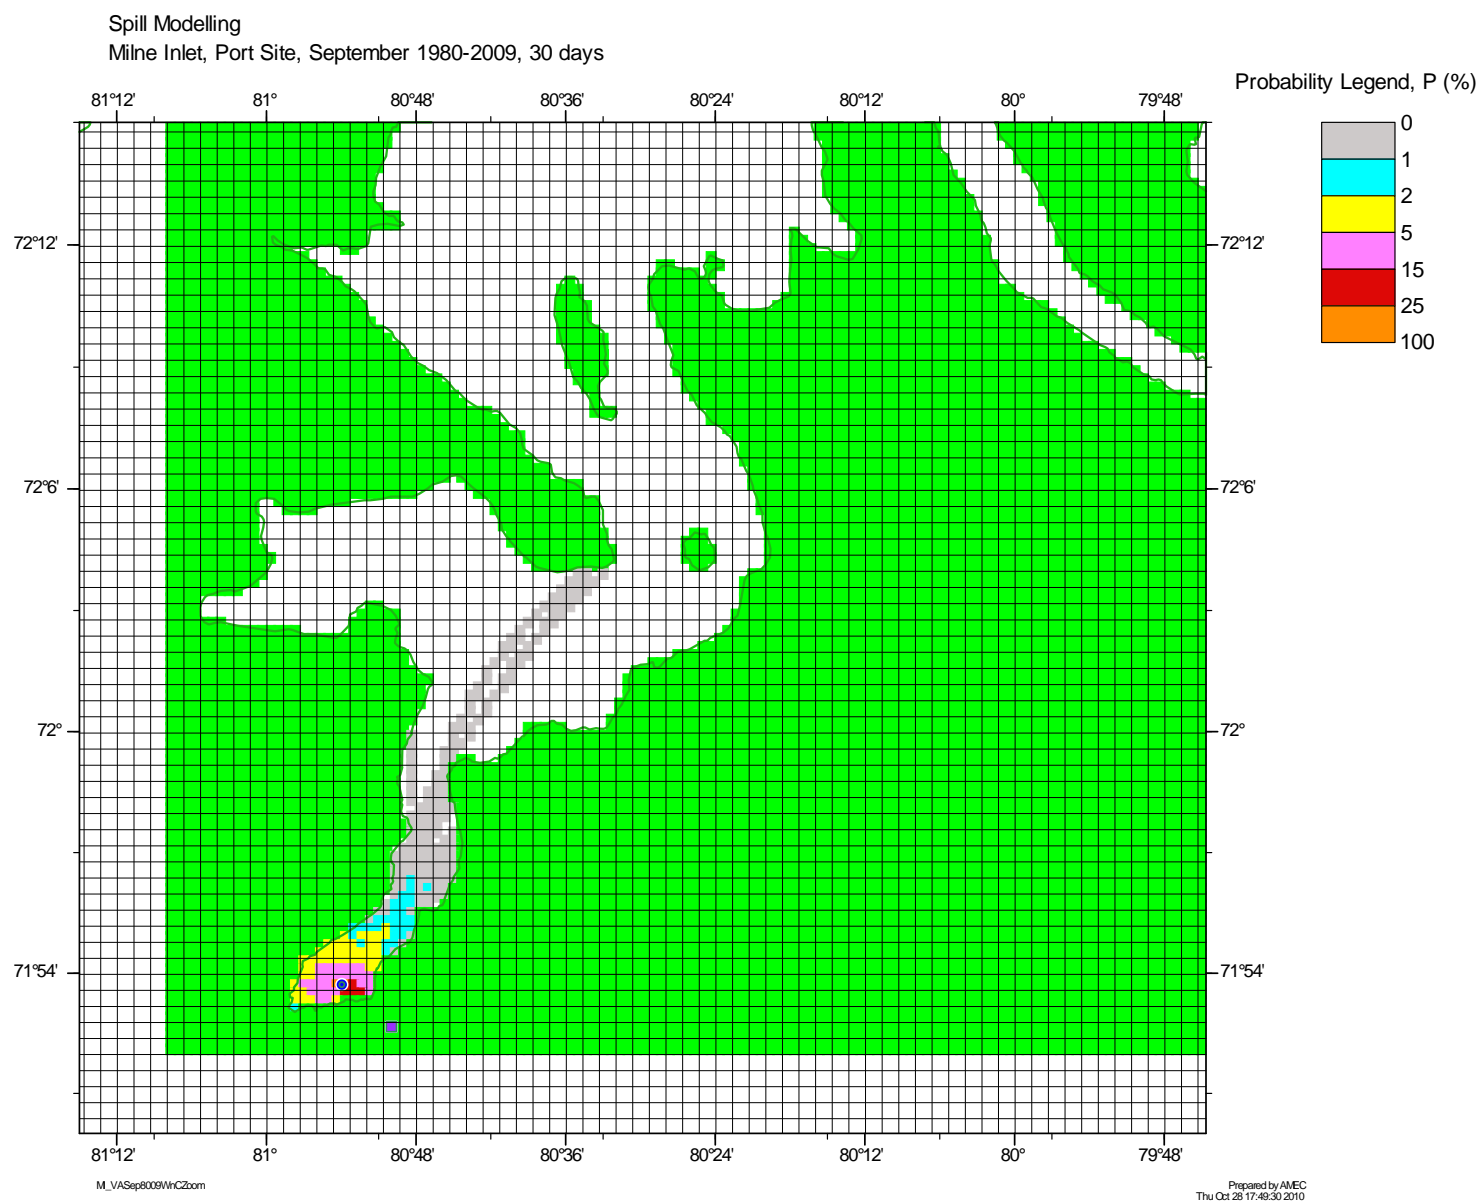 Spill Modelling
Milne Inlet, Port Site, September 1980-2009, 30 days
Probability Legend, P (%)
81°12' 81° 80°48' 80°36' 80°24' 80°12' 80° 79°48'
0
1
2
5
15
25
100
72°12' 72°12'
72°6' 72°6'
72° 72°
71°54' 71°54'
81°12' 81° 80°48' 80°36' 80°24' 80°12' 80° 79°48'
MI_VASep8009WnCZoom
Prepared by AMEC
Thu Oct 28 17:49:30 2010